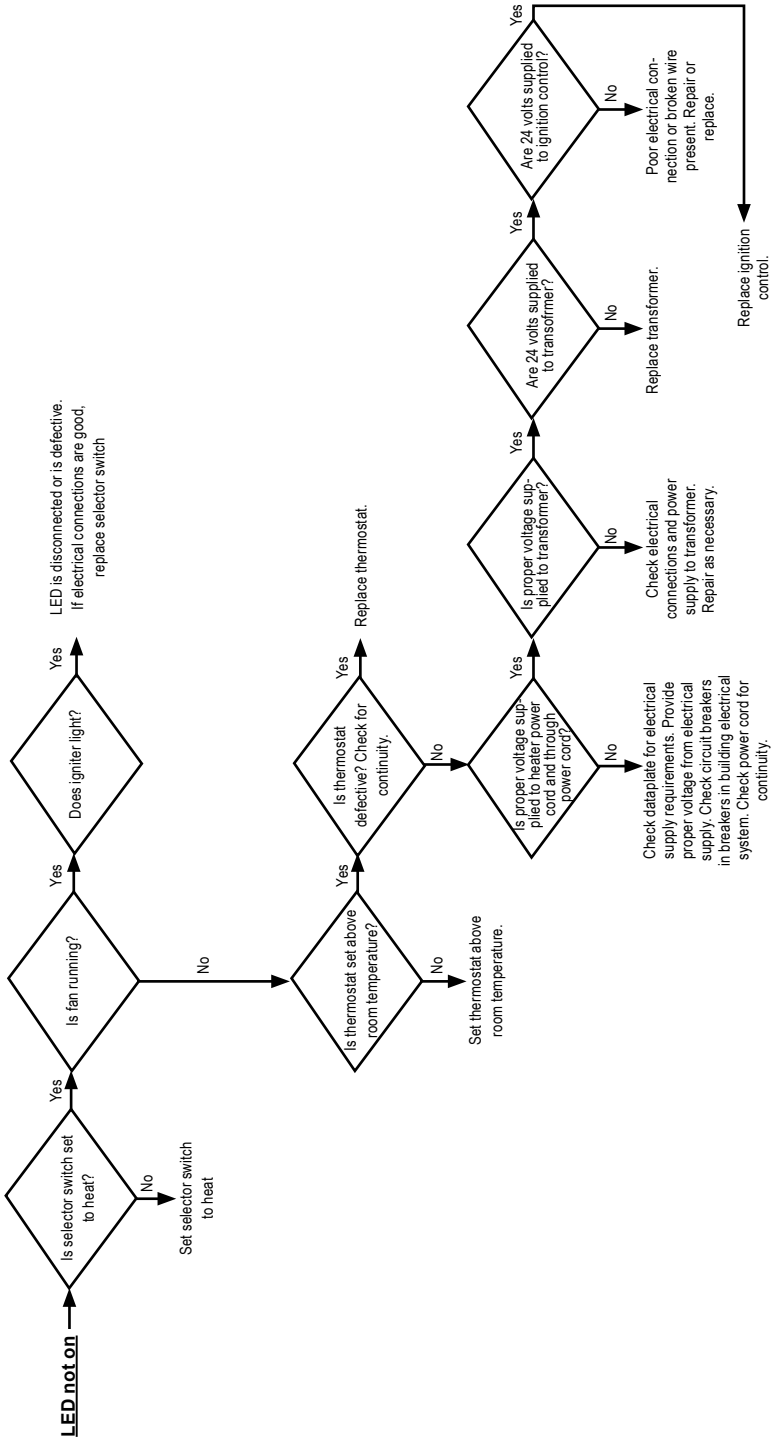 LED not on
Is selector switch set
to heat?
No
Set selector switch
to heat
Yes
Is fan running?
Yes
Does igniter light?
Yes
LED is disconnected or is defective.
If electrical connections are good,
replace selector switch
No
Is thermostat set above
room temperature?
No
Set thermostat above
room temperature.
Yes
Is thermostat
defective? Check for
continuity.
Yes
Replace thermostat.
No
Is proper voltage sup-
plied to heater power
cord and through
power cord?
No
Check dataplate for electrical
supply requirements. Provide
proper voltage from electrical
supply. Check circuit breakers
in breakers in building electrical
system. Check power cord for
continuity.
Yes
Is proper voltage sup-
plied to transformer?
No
Check electrical
connections and power
supply to transformer.
Repair as necessary.
Yes
Are 24 volts supplied
to transofrmer?
No
Replace transformer.
Yes
Are 24 volts supplied
to ignition control?
No
Poor electrical con-
nection or broken wire
present. Repair or
replace.
Yes
Replace ignition
control.